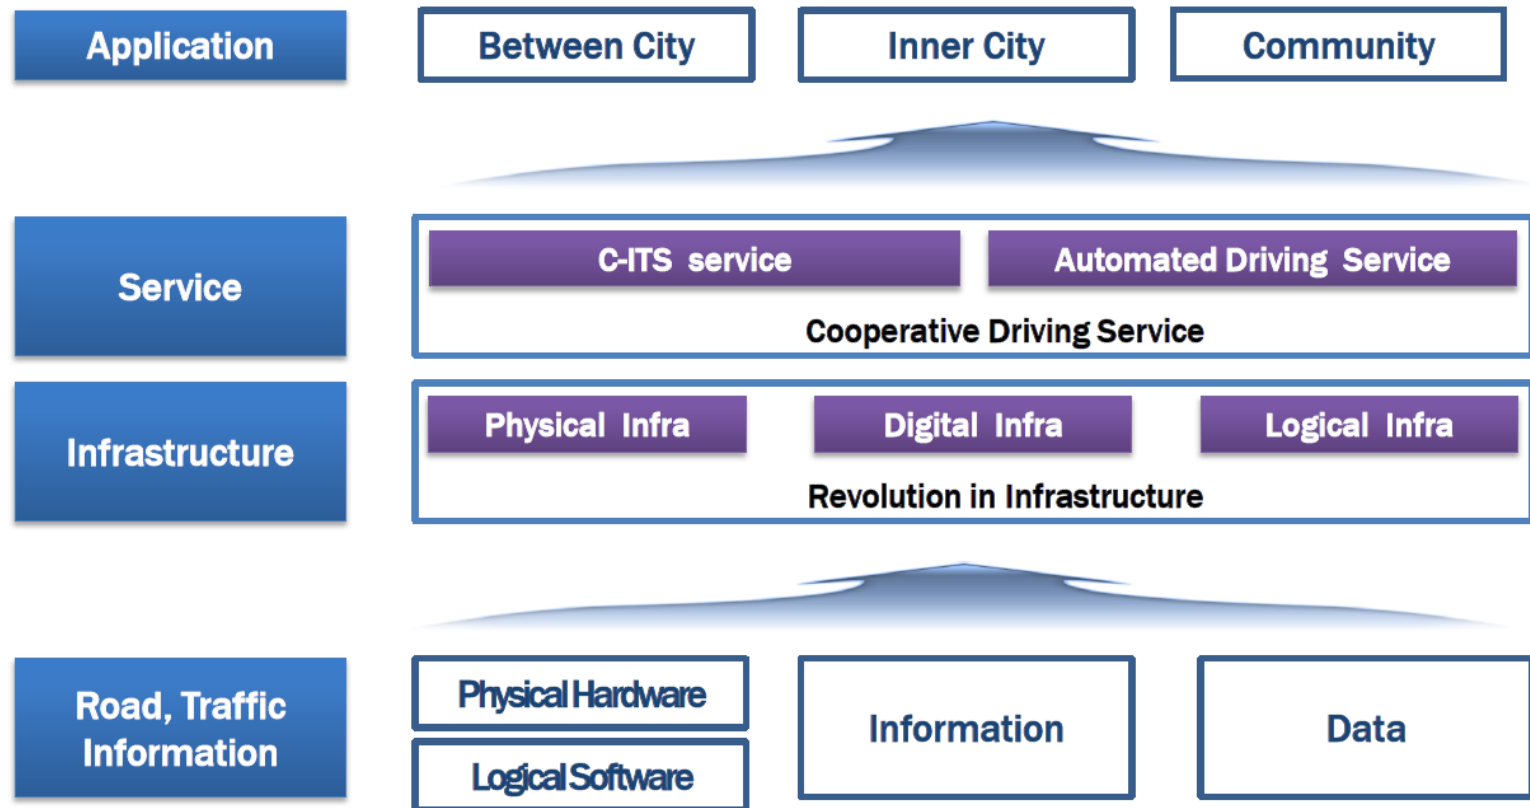 Application
Between City
Inner City
Community
Service
C-ITS service
Automated Driving Service
Cooperative Driving Service
Infrastructure
Physical Infra
Digital Infra
Logical Infra
Revolution in Infrastructure
Road, Traffic
Information
Physical Hardware
Logical Software
Information
Data